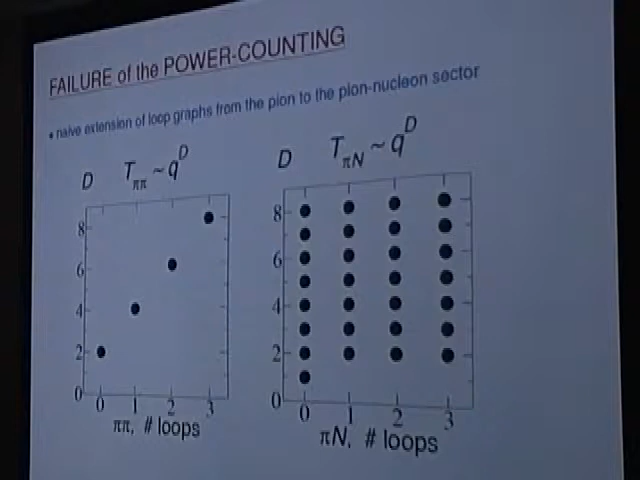 FAILURE of the POWER-COUNTING
• naive extension of loop graphs from the pion to the pion-nucleon sector
D T_ππ ~ q^D
D T_πN ~ q^D
8
6
4
2
0
0 1 2 3
ππ, # loops
8
6
4
2
0
0 1 2 3
πN, # loops